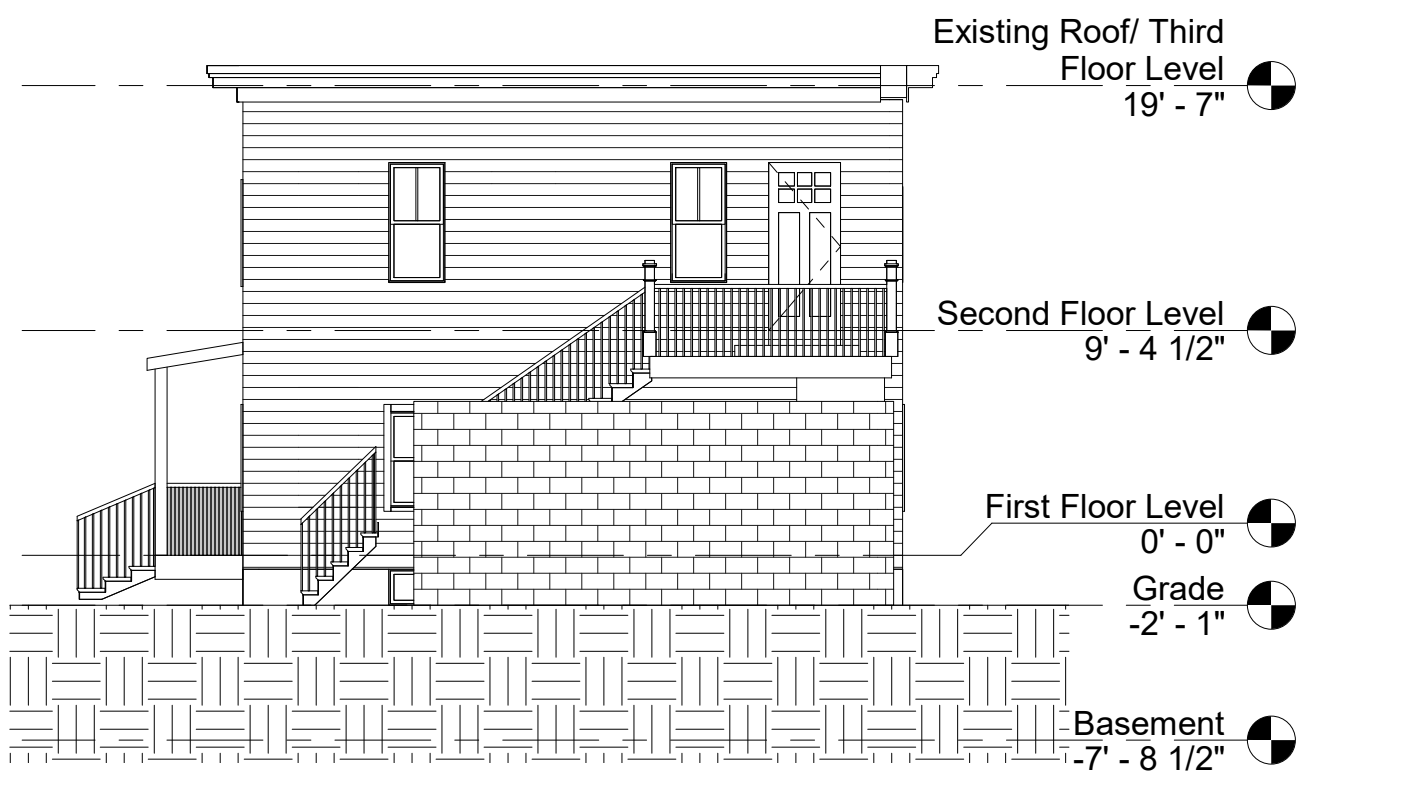 Existing Roof/ Third
Floor Level
19' - 7"
Second Floor Level
9' - 4 1/2"
First Floor Level
0' - 0"
Grade
-2' - 1"
Basement
-7' - 8 1/2"